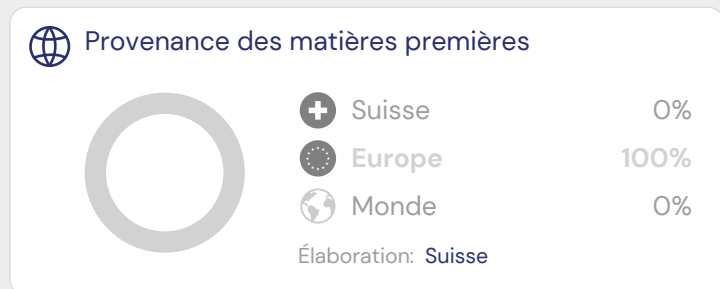 Provenance des matières premières
Suisse 0%
Europe 100%
Monde 0%
Élaboration: Suisse